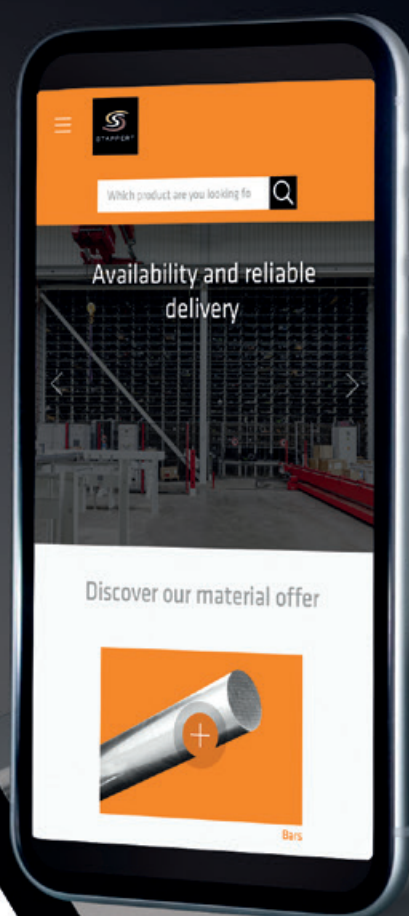 STAPPERT
Which product are you looking fo
Availability and reliable
delivery
Discover our material offer
Bars